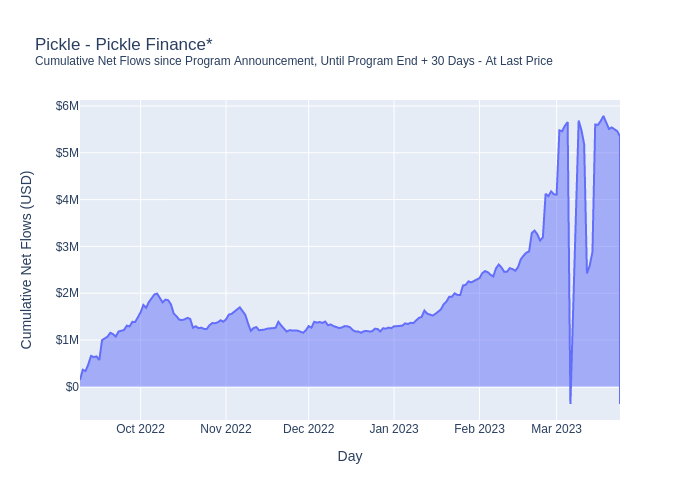 Pickle - Pickle Finance*
Cumulative Net Flows since Program Announcement, Until Program End + 30 Days - At Last Price
Cumulative Net Flows (USD)
$6M
$5M
$4M
$3M
$2M
$1M
$0
Oct 2022
Nov 2022
Dec 2022
Jan 2023
Feb 2023
Mar 2023
Day